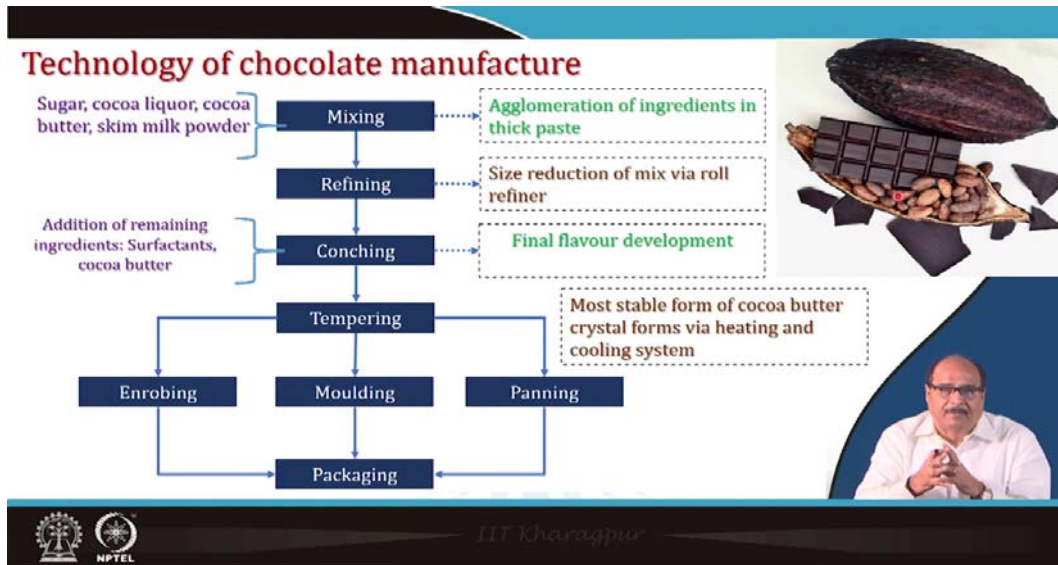 Technology of chocolate manufacture
Sugar, cocoa liquor, cocoa
butter, skim milk powder
Mixing
Agglomeration of ingredients in
thick paste
Refining
Size reduction of mix via roll
refiner
Addition of remaining
ingredients: Surfactants,
cocoa butter
Conching
Final flavour development
Tempering
Most stable form of cocoa butter
crystal forms via heating and
cooling system
Enrobing
Moulding
Panning
Packaging
NPTEL
IIT Kharagpur